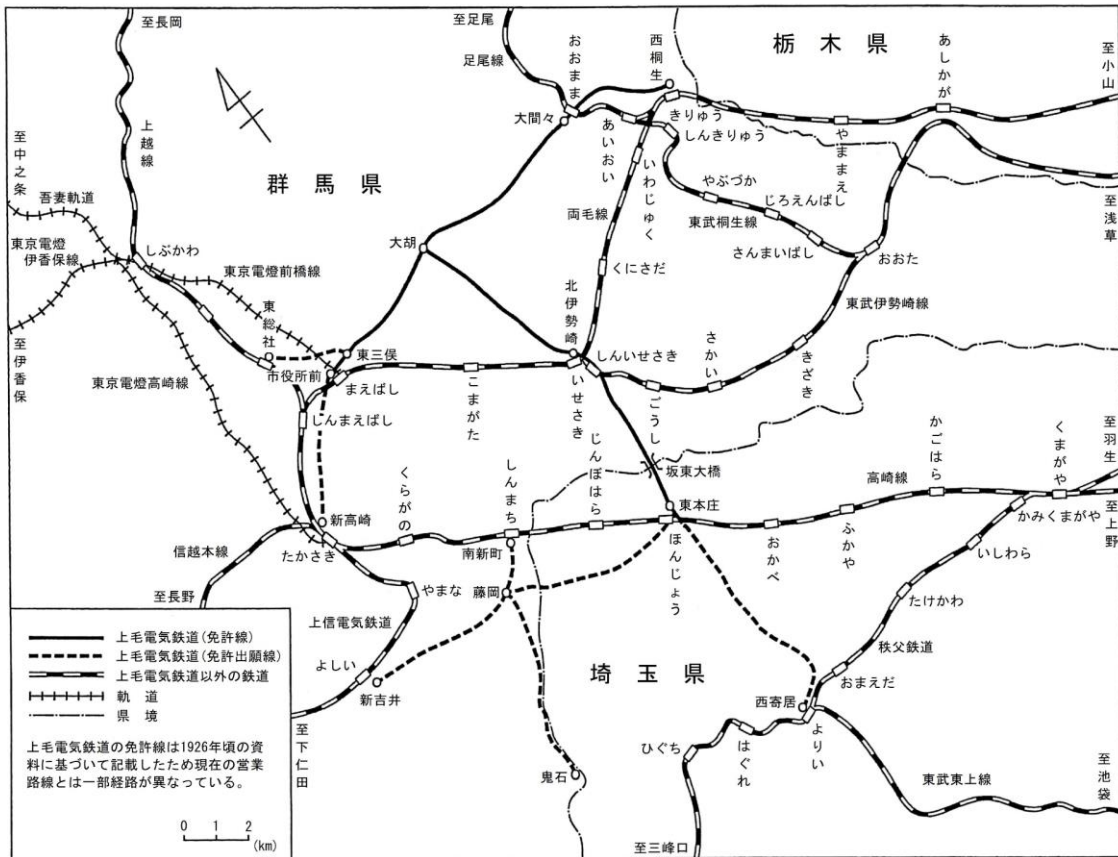 至長岡
至足尾
足尾線
おおまま
西桐生
栃木県
あしかが
至小山
上越線
大間々
あいおい
きりゅう
しんきりゅう
いわじゅく
やままえ
至中之条
吾妻軌道
群馬県
両毛線
やぶづか
じろえんばし
東武桐生線
さんまいばし
至浅草
東京電燈
伊香保線
しぶかわ
大胡
おおた
東京電燈前橋線
くにさだ
東武伊勢崎線
東総社
北伊勢崎
至伊香保
東三俣
しんいせさき
さかい
きざき
東京電燈高崎線
市役所前
まえばし
こまがた
いせさき
ごうし
しんまえばし
坂東大橋
かごはら
くまがや
至羽生
くらがの
しんまち
じんぼはら
高崎線
東本庄
新高崎
かみくまがや
至上野
信越本線
たかさき
南新町
ほんじょう
おかべ
ふかや
いしわら
至長野
やまな
藤岡
たけかわ
上信電気鉄道
秩父鉄道
よしい
新吉井
埼玉県
おまえだ
西寄居
至下仁田
ひぐち
はぐれ
よりい
鬼石
東武東上線
至池袋
至三峰口
上毛電気鉄道(免許線)
上毛電気鉄道(免許出願線)
上毛電気鉄道以外の鉄道
軌道
県境
上毛電気鉄道の免許線は1926年頃の資
料に基づいて記載したため現在の営業
路線とは一部経路が異なっている。
0 1 2
(km)